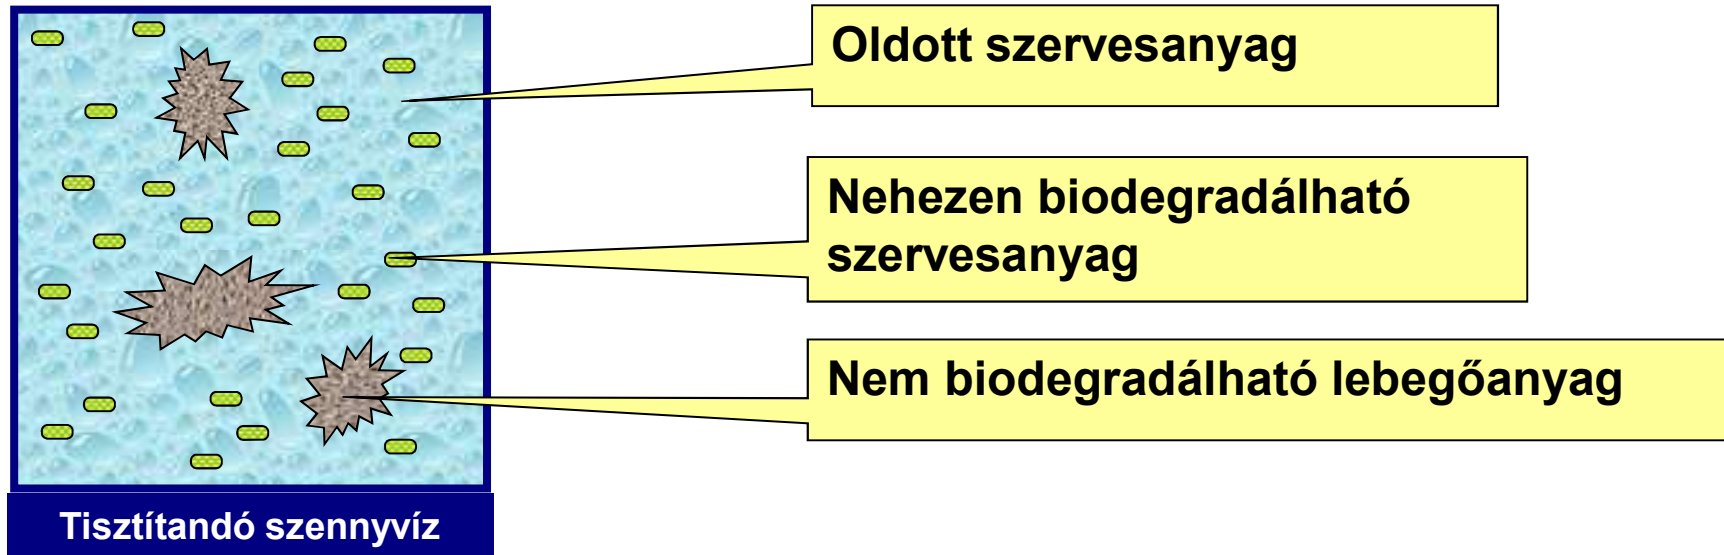 Oldott szervesanyag
Nehezen biodegradálható
szervesanyag
Nem biodegradálható lebegőanyag
Tisztítandó szennyvíz